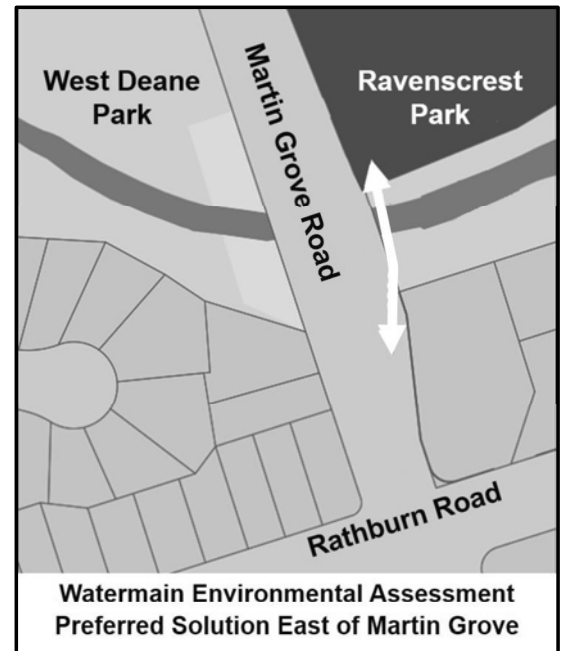 West Deane
Park
Martin Grove Road
Ravenscrest
Park
Rathburn Road
Watermain Environmental Assessment
Preferred Solution East of Martin Grove